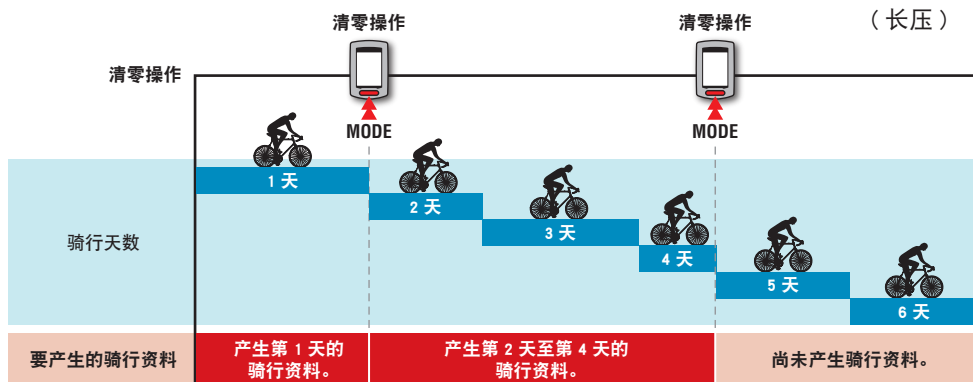 （长压）
清零操作
清零操作
清零操作
MODE
MODE
1 天
2 天
3 天
4 天
5 天
6 天
骑行天数
要产生的骑行资料
产生第 1 天的
骑行资料。
产生第 2 天至第 4 天的
骑行资料。
尚未产生骑行资料。